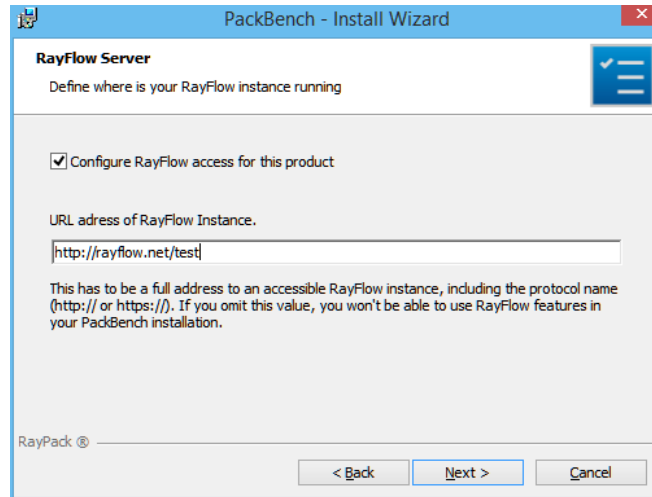 PackBench - Install Wizard
RayFlow Server
Define where is your RayFlow instance running
Configure RayFlow access for this product
URL adress of RayFlow Instance.
http://rayflow.net/test
This has to be a full address to an accessible RayFlow instance, including the protocol name
(http:// or https://). If you omit this value, you won't be able to use RayFlow features in
your PackBench installation.
RayPack ®
< Back Next > Cancel